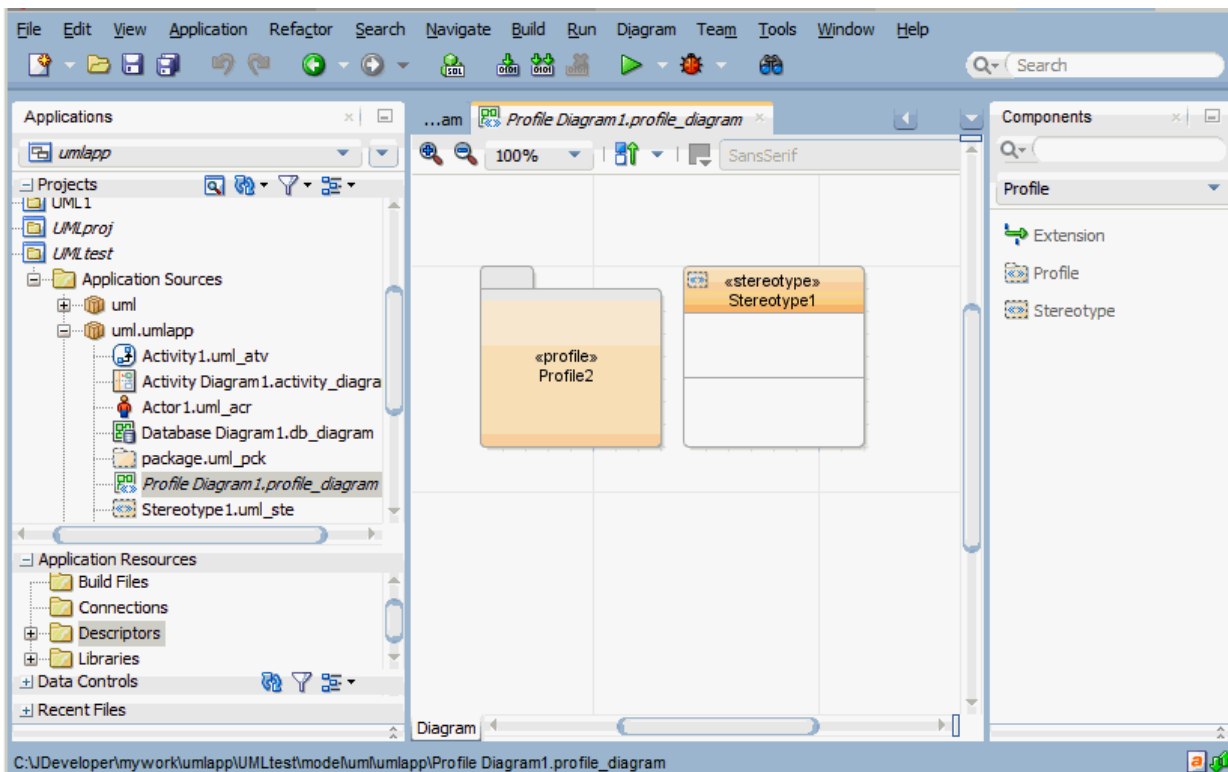 File Edit View Application Refactor Search Navigate Build Run Diagram Team Tools Window Help
Search
Applications
umlapp
Projects
UML1
UMLproj
UMLtest
Application Sources
uml
uml.umlapp
Activity1.uml_atv
Activity Diagram1.activity_diagra
Actor1.uml_acr
Database Diagram1.db_diagram
package.uml_pck
Profile Diagram1.profile_diagram
Stereotype1.uml_ste
Application Resources
Build Files
Connections
Descriptors
Libraries
Data Controls
Recent Files
...am Profile Diagram1.profile_diagram
100% SansSerif
«profile»
Profile2
«stereotype»
Stereotype1
Diagram
Components
Profile
Extension
Profile
Stereotype
C:\JDeveloper\mywork\umlapp\UMLtest\model\uml\umlapp\Profile Diagram1.profile_diagram